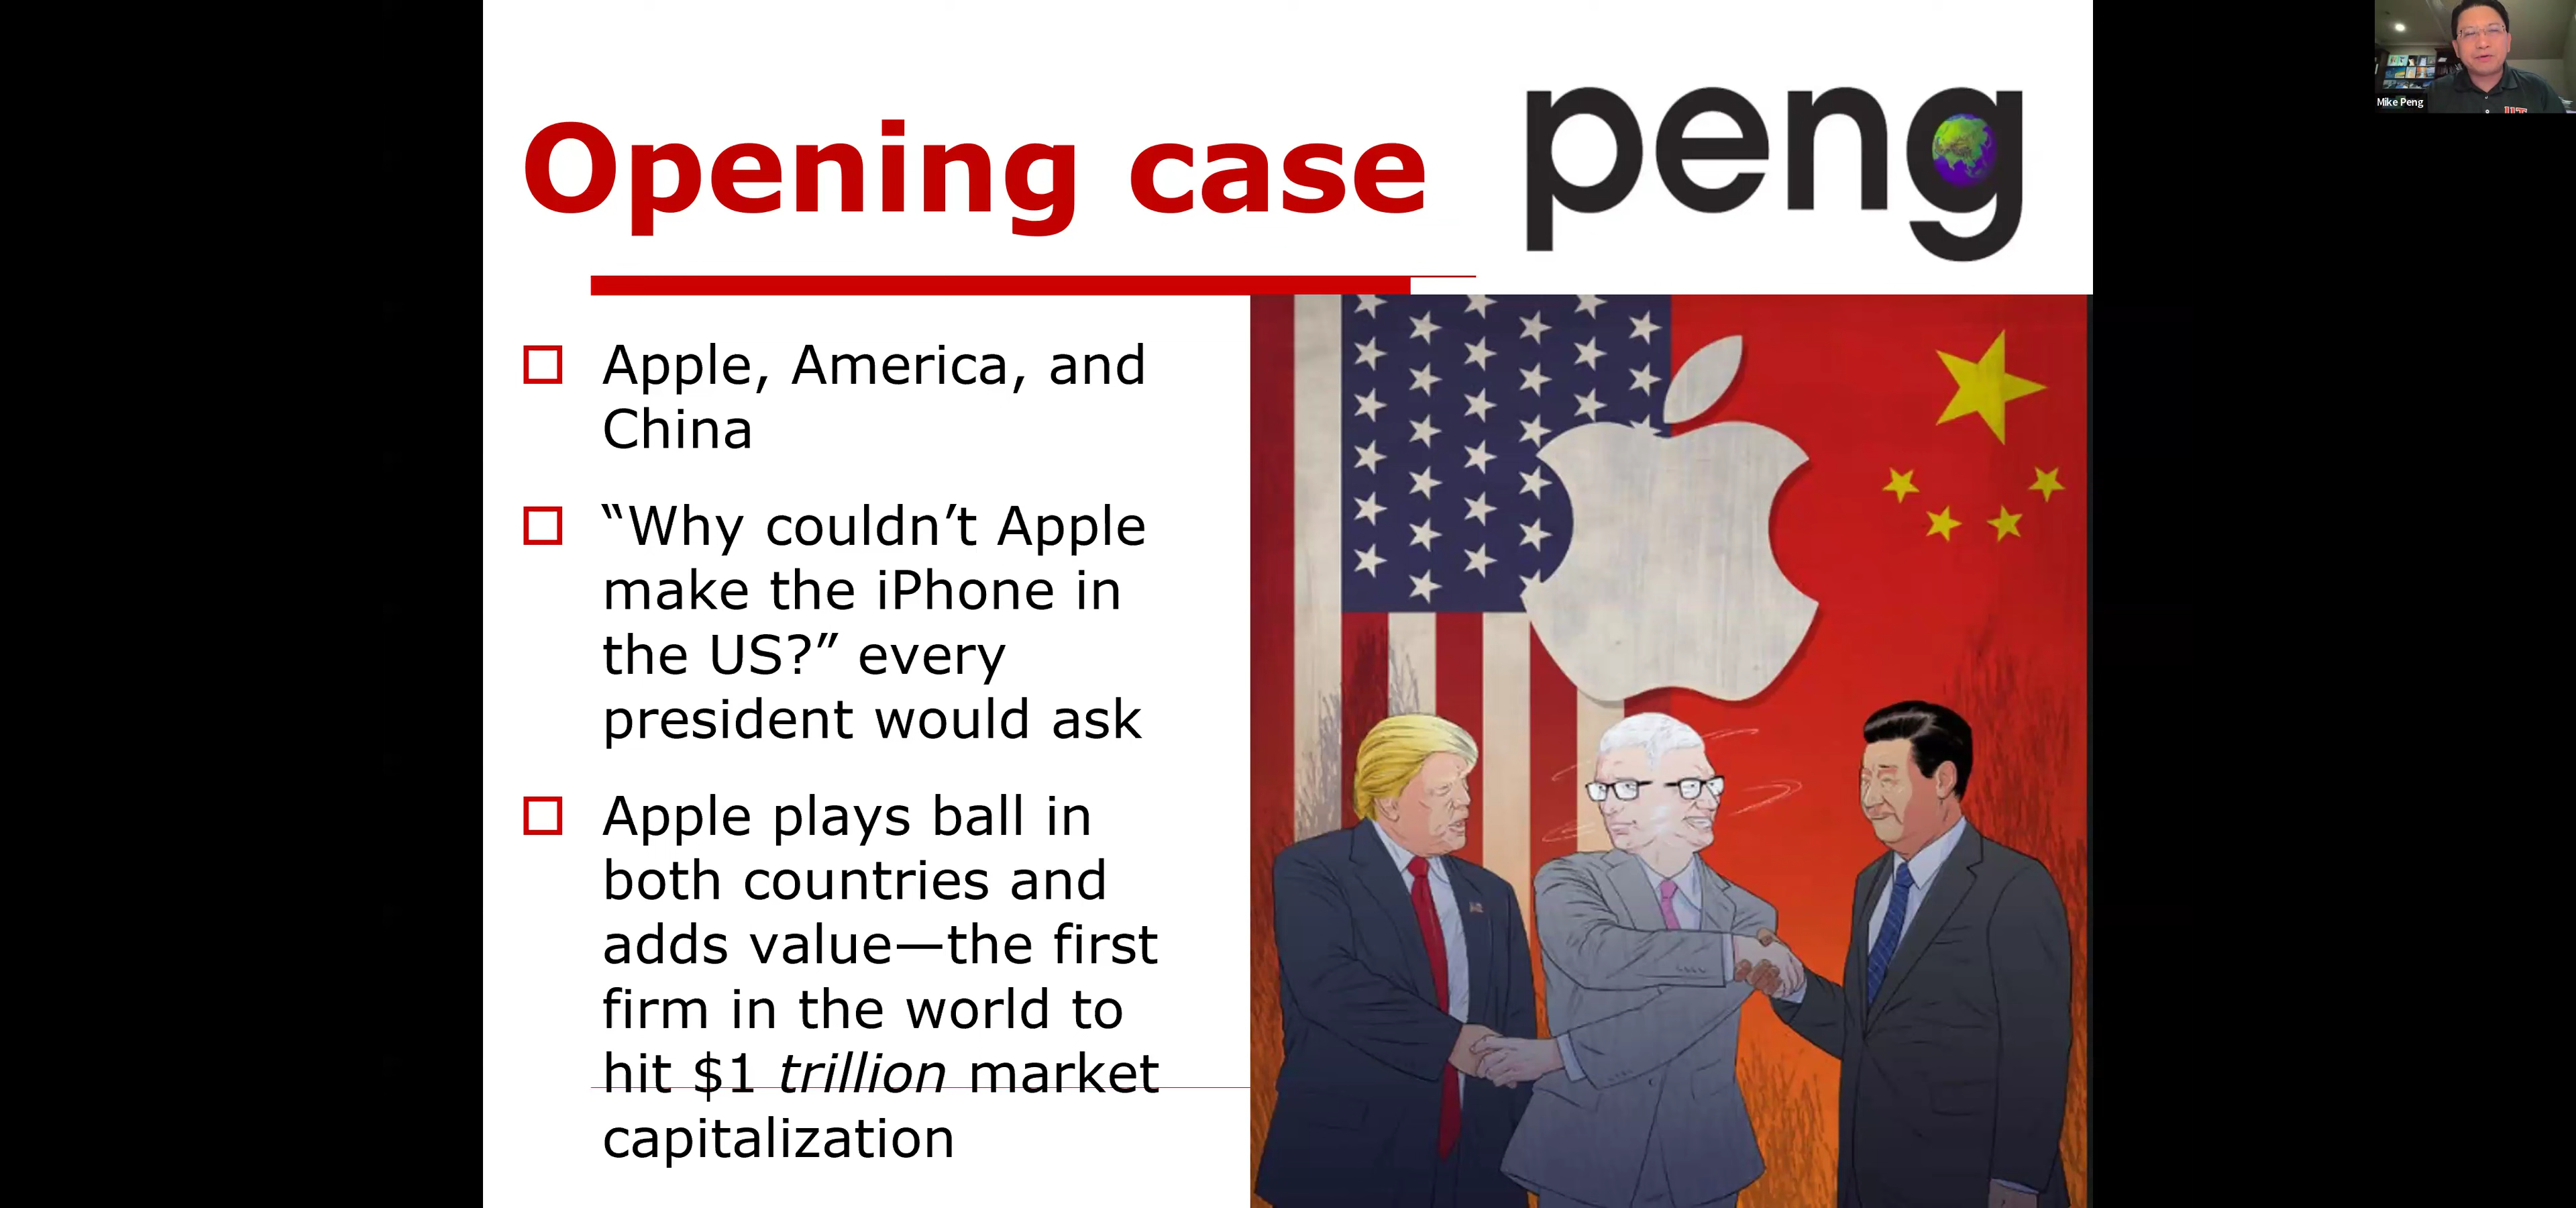 Opening case
peng
Mike Peng
Apple, America, and
China
“Why couldn’t Apple
make the iPhone in
the US?” every
president would ask
Apple plays ball in
both countries and
adds value—the first
firm in the world to
hit $1 trillion market
capitalization